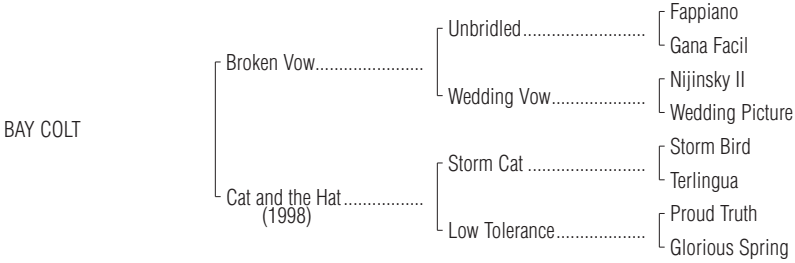 Fappiano
Unbridled..........................
Gana Facil
Broken Vow.......................
Nijinsky II
Wedding Vow....................
Wedding Picture
BAY COLT
Storm Bird
Storm Cat .........................
Terlingua
Cat and the Hat.................
(1998)
Proud Truth
Low Tolerance...................
Glorious Spring